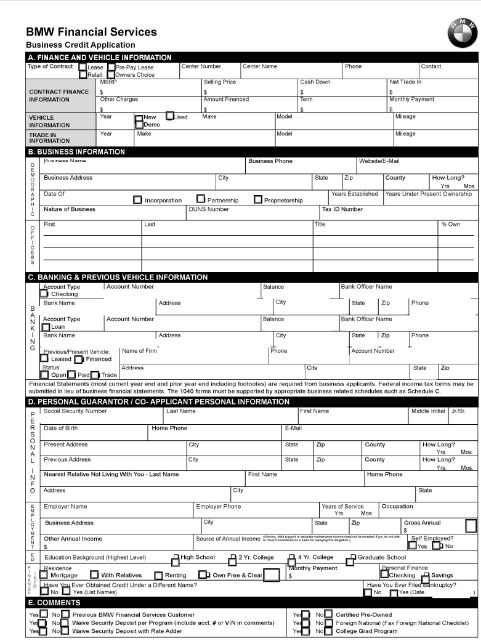 BMW Financial Services
Business Credit Application
A. FINANCE AND VEHICLE INFORMATION
Type of Contract Lease Pre-Pay Lease Center Number Center Name Phone Contact
Retail Owners Choice
CONTRACT FINANCE INFORMATION MSRP Selling Price Cash Down Net Trade In
$ $ $ $
Other Charges Amount Financed Term Monthly Payment
$ $ $
VEHICLE INFORMATION Year New Used Make Model Mileage
Demo
TRADE IN INFORMATION Year Make Model Mileage
B. BUSINESS INFORMATION
DEMOGRAPHIC
Business Name Business Phone Website/E-Mail
Business Address City State Zip County How Long?
Yrs. Mos.
Date Of Incorporation Partnership Proprietorship Years Established Years Under Present Ownership
Nature of Business DUNS Number Tax ID Number
OFFICERS
First Last Title % Own
C. BANKING & PREVIOUS VEHICLE INFORMATION
BANKING
Account Type Account Number Balance Bank Officer Name
Checking
Bank Name Address City State Zip Phone
Account Type Account Number Balance Bank Officer Name
Loan
Bank Name Address City State Zip Phone
Previous/Present Vehicle: Name of Firm Phone Account Number
Leased Financed
Status: Address City State Zip
Open Paid Trade
Financial Statements (most current year end and prior year end including footnotes) are required from business applicants. Federal income tax forms may be
submitted in lieu of business financial statements. The 1040 forms must be supported by appropriate business related schedules such as Schedule C.
D. PERSONAL GUARANTOR / CO- APPLICANT PERSONAL INFORMATION
PERSONAL INFO
Social Security Number Last Name First Name Middle Initial Jr./Sr.
Date of Birth Home Phone E-Mail
Present Address City State Zip County How Long?
Yrs. Mos.
Previous Address City State Zip County How Long?
Yrs. Mos.
Nearest Relative Not Living With You - Last Name First Name Home Phone
Address City State
EMPLOYMENT
Employer Name Employer Phone Years of Service Occupation
Yrs Mos.
Business Address City State Zip Gross Annual
$
Other Annual Income Source of Annual Income Self Employed?
Yes No
ED Education Background (Highest Level) High School 2 Yr. College 4 Yr. College Graduate School
Residence Monthly Payment Personal Finance
Mortgage With Relatives Renting Own Free & Clear $ Checking Savings
Have You Ever Obtained Credit Under a Different Name? Have You Ever Filed Bankruptcy?
No Yes (List Names) No Yes (Date )
E. COMMENTS
Yes No Previous BMW Financial Services Customer Yes No Certified Pre-Owned
Yes No Waive Security Deposit per Program (include acct. # or VIN in comments) Yes No Foreign National (Fax Foreign National Checklist)
Yes No Waive Security Deposit with Rate Adder Yes No College Grad Program